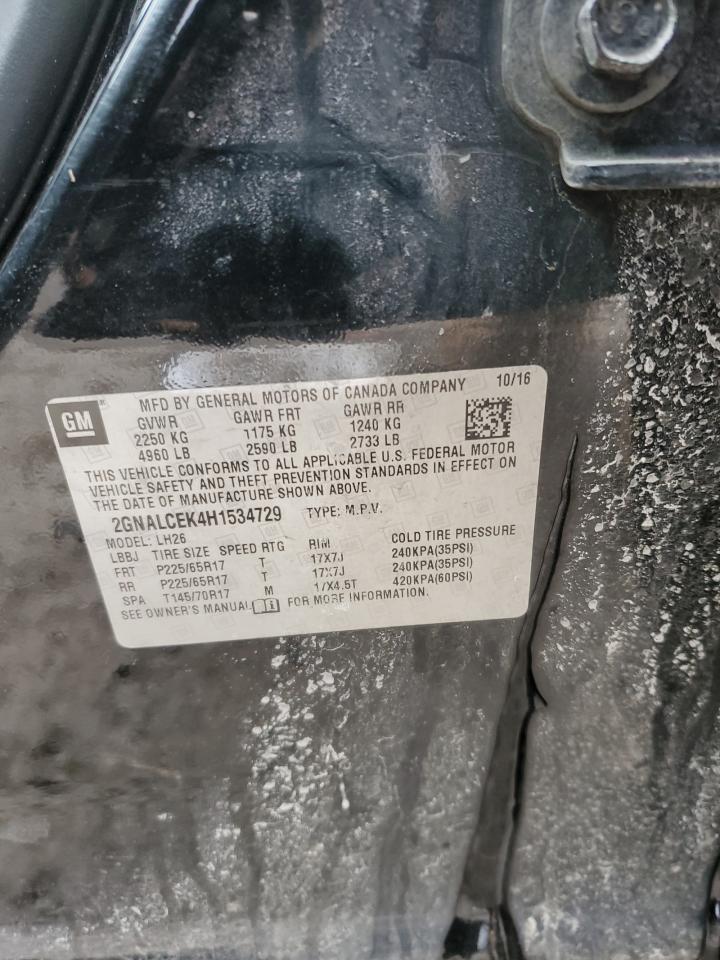 GM
MFD BY GENERAL MOTORS OF CANADA COMPANY 10/16
GVWR GAWR FRT GAWR RR
2250 KG 1175 KG 1240 KG
4960 LB 2590 LB 2733 LB
THIS VEHICLE CONFORMS TO ALL APPLICABLE U.S. FEDERAL MOTOR
VEHICLE SAFETY AND THEFT PREVENTION STANDARDS IN EFFECT ON
THE DATE OF MANUFACTURE SHOWN ABOVE.
2GNALCEK4H1534729 TYPE: M.P.V.
MODEL: LH26
LBBJ TIRE SIZE SPEED RTG RIM COLD TIRE PRESSURE
FRT P225/65R17 T 17X7J 240KPA(35PSI)
RR P225/65R17 T 17X7J 240KPA(35PSI)
SPA T145/70R17 M 17X4.5T 420KPA(60PSI)
SEE OWNER'S MANUAL FOR MORE INFORMATION.